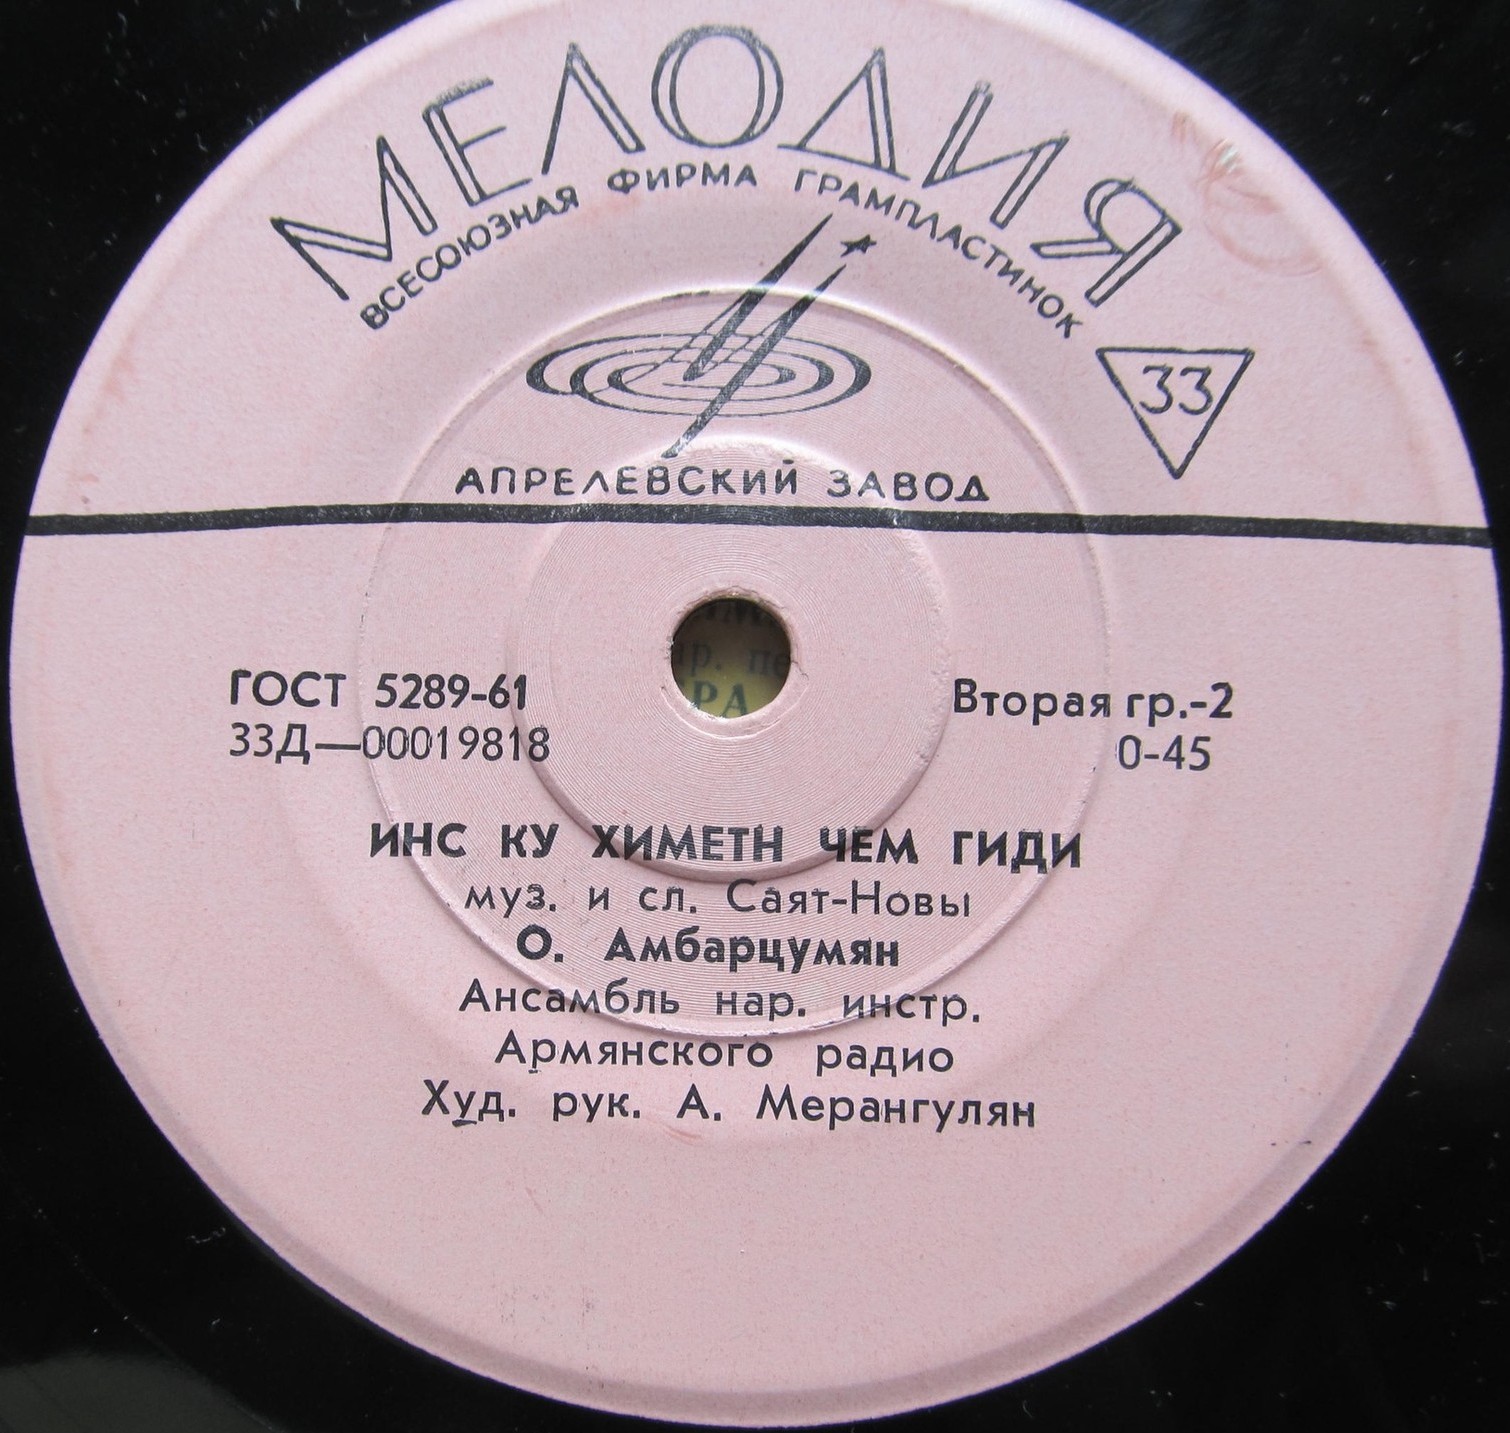 МЕЛОДИЯ
ВСЕСОЮЗНАЯ ФИРМА ГРАМПЛАСТИНОК
33
АПРЕЛЕВСКИЙ ЗАВОД
ГОСТ 5289-61
Вторая гр.-2
33Д—00019818
0-45
ИНС КУ ХИМЕТН ЧЕМ ГИДИ
муз. и сл. Саят-Новы
О. Амбарцумян
Ансамбль нар. инстр.
Армянского радио
Худ. рук. А. Мерангулян